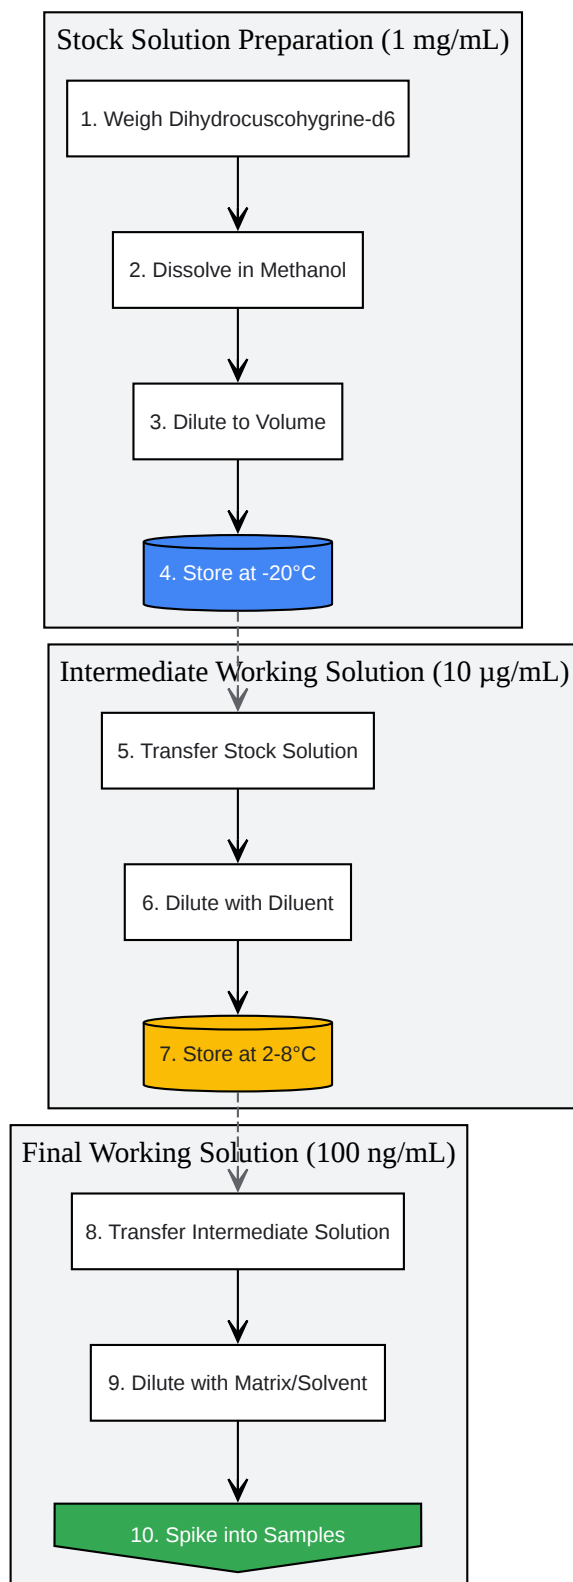 Stock Solution Preparation (1 mg/mL)
1. Weigh Dihydrocuscohygrine-d6
2. Dissolve in Methanol
3. Dilute to Volume
4. Store at -20°C
Intermediate Working Solution (10 µg/mL)
5. Transfer Stock Solution
6. Dilute with Diluent
7. Store at 2-8°C
Final Working Solution (100 ng/mL)
8. Transfer Intermediate Solution
9. Dilute with Matrix/Solvent
10. Spike into Samples